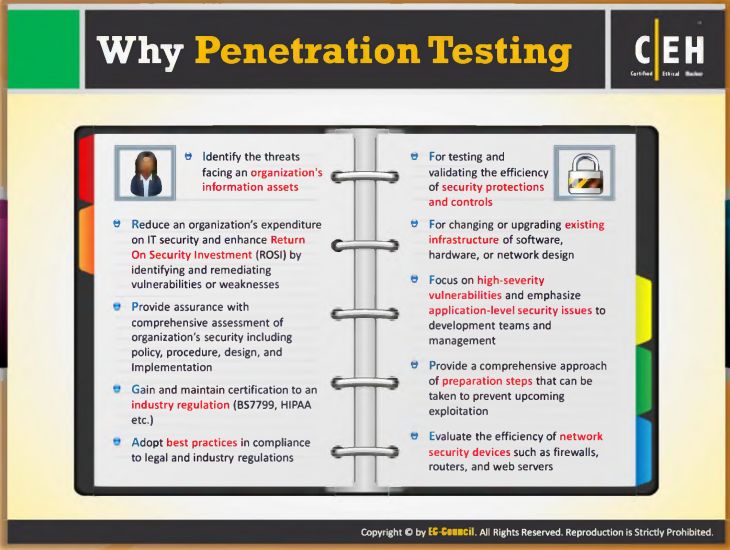 Why Penetration Testing
C|EH
Certified Ethical Hacker
Identify the threats
facing an organization's
information assets
Reduce an organization's expenditure
on IT security and enhance Return
On Security Investment (ROSI) by
identifying and remediating
vulnerabilities or weaknesses
Provide assurance with
comprehensive assessment of
organization's security including
policy, procedure, design, and
Implementation
Gain and maintain certification to an
industry regulation (BS7799, HIPAA
etc.)
Adopt best practices in compliance
to legal and industry regulations
For testing and
validating the efficiency
of security protections
and controls
For changing or upgrading existing
infrastructure of software,
hardware, or network design
Focus on high-severity
vulnerabilities and emphasize
application-level security issues to
development teams and
management
Provide a comprehensive approach
of preparation steps that can be
taken to prevent upcoming
exploitation
Evaluate the efficiency of network
security devices such as firewalls,
routers, and web servers
Copyright © by EC-Council. All Rights Reserved. Reproduction is Strictly Prohibited.